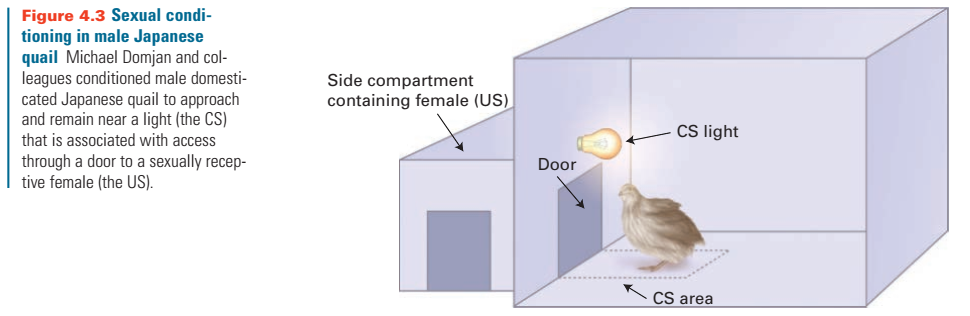 Figure 4.3 Sexual condi-
tioning in male Japanese
quail Michael Domjan and col-
leagues conditioned male domesti-
cated Japanese quail to approach
and remain near a light (the CS)
that is associated with access
through a door to a sexually recep-
tive female (the US).
Side compartment
containing female (US)
CS light
Door
CS area